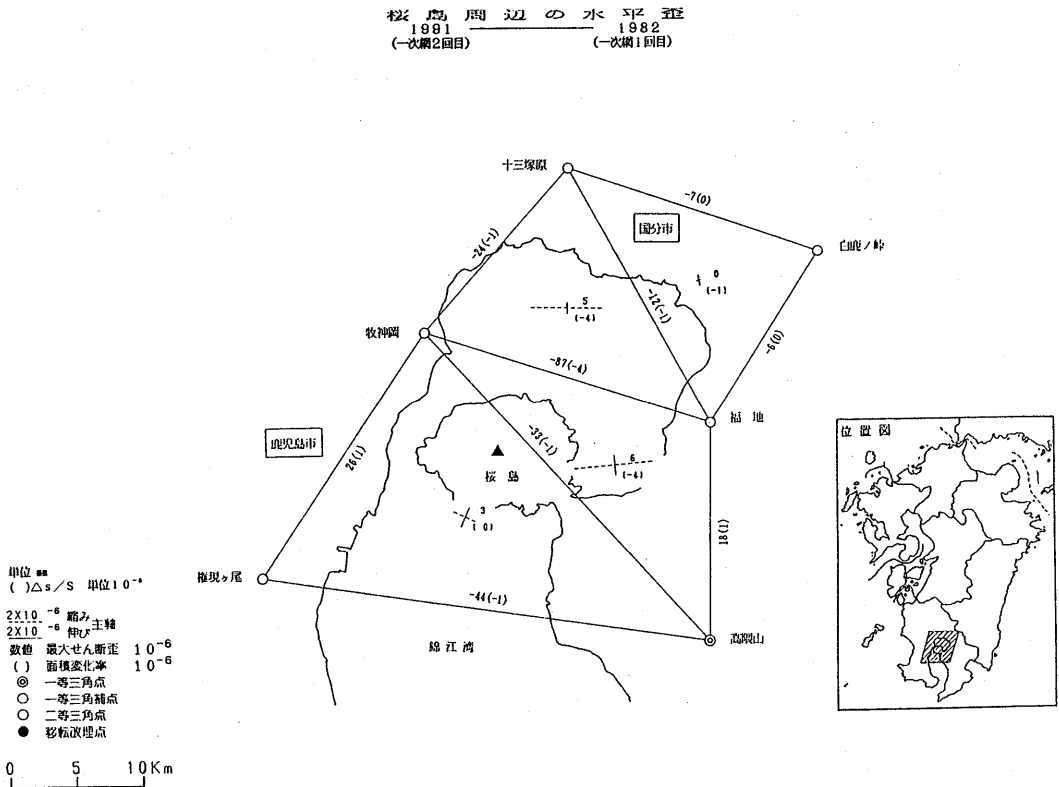 桜島周辺の水平歪
1991 ――― 1982
(一次網2回目) (一次網1回目)
十三塚原
-7(0)
国分市
白鹿ノ峠
-24(-1)
0
(-1)
5
(-4)
-12(-1)
牧神岡
-87(-4)
-6(0)
福地
位置図
鹿児島市
26(1)
-33(-1)
桜島
6
(-4)
3
(0)
18(1)
権現ヶ尾
-44(-1)
錦江湾
高隈山
単位 mm
( )△s/S 単位10⁻⁶
2X10⁻⁶ 縮み
主軸
2X10⁻⁶ 伸び
数値 最大せん断歪 10⁻⁶
( ) 面積変化率 10⁻⁶
◎ 一等三角点
○ 一等三角補点
○ 二等三角点
● 移転改埋点
0 5 10Km